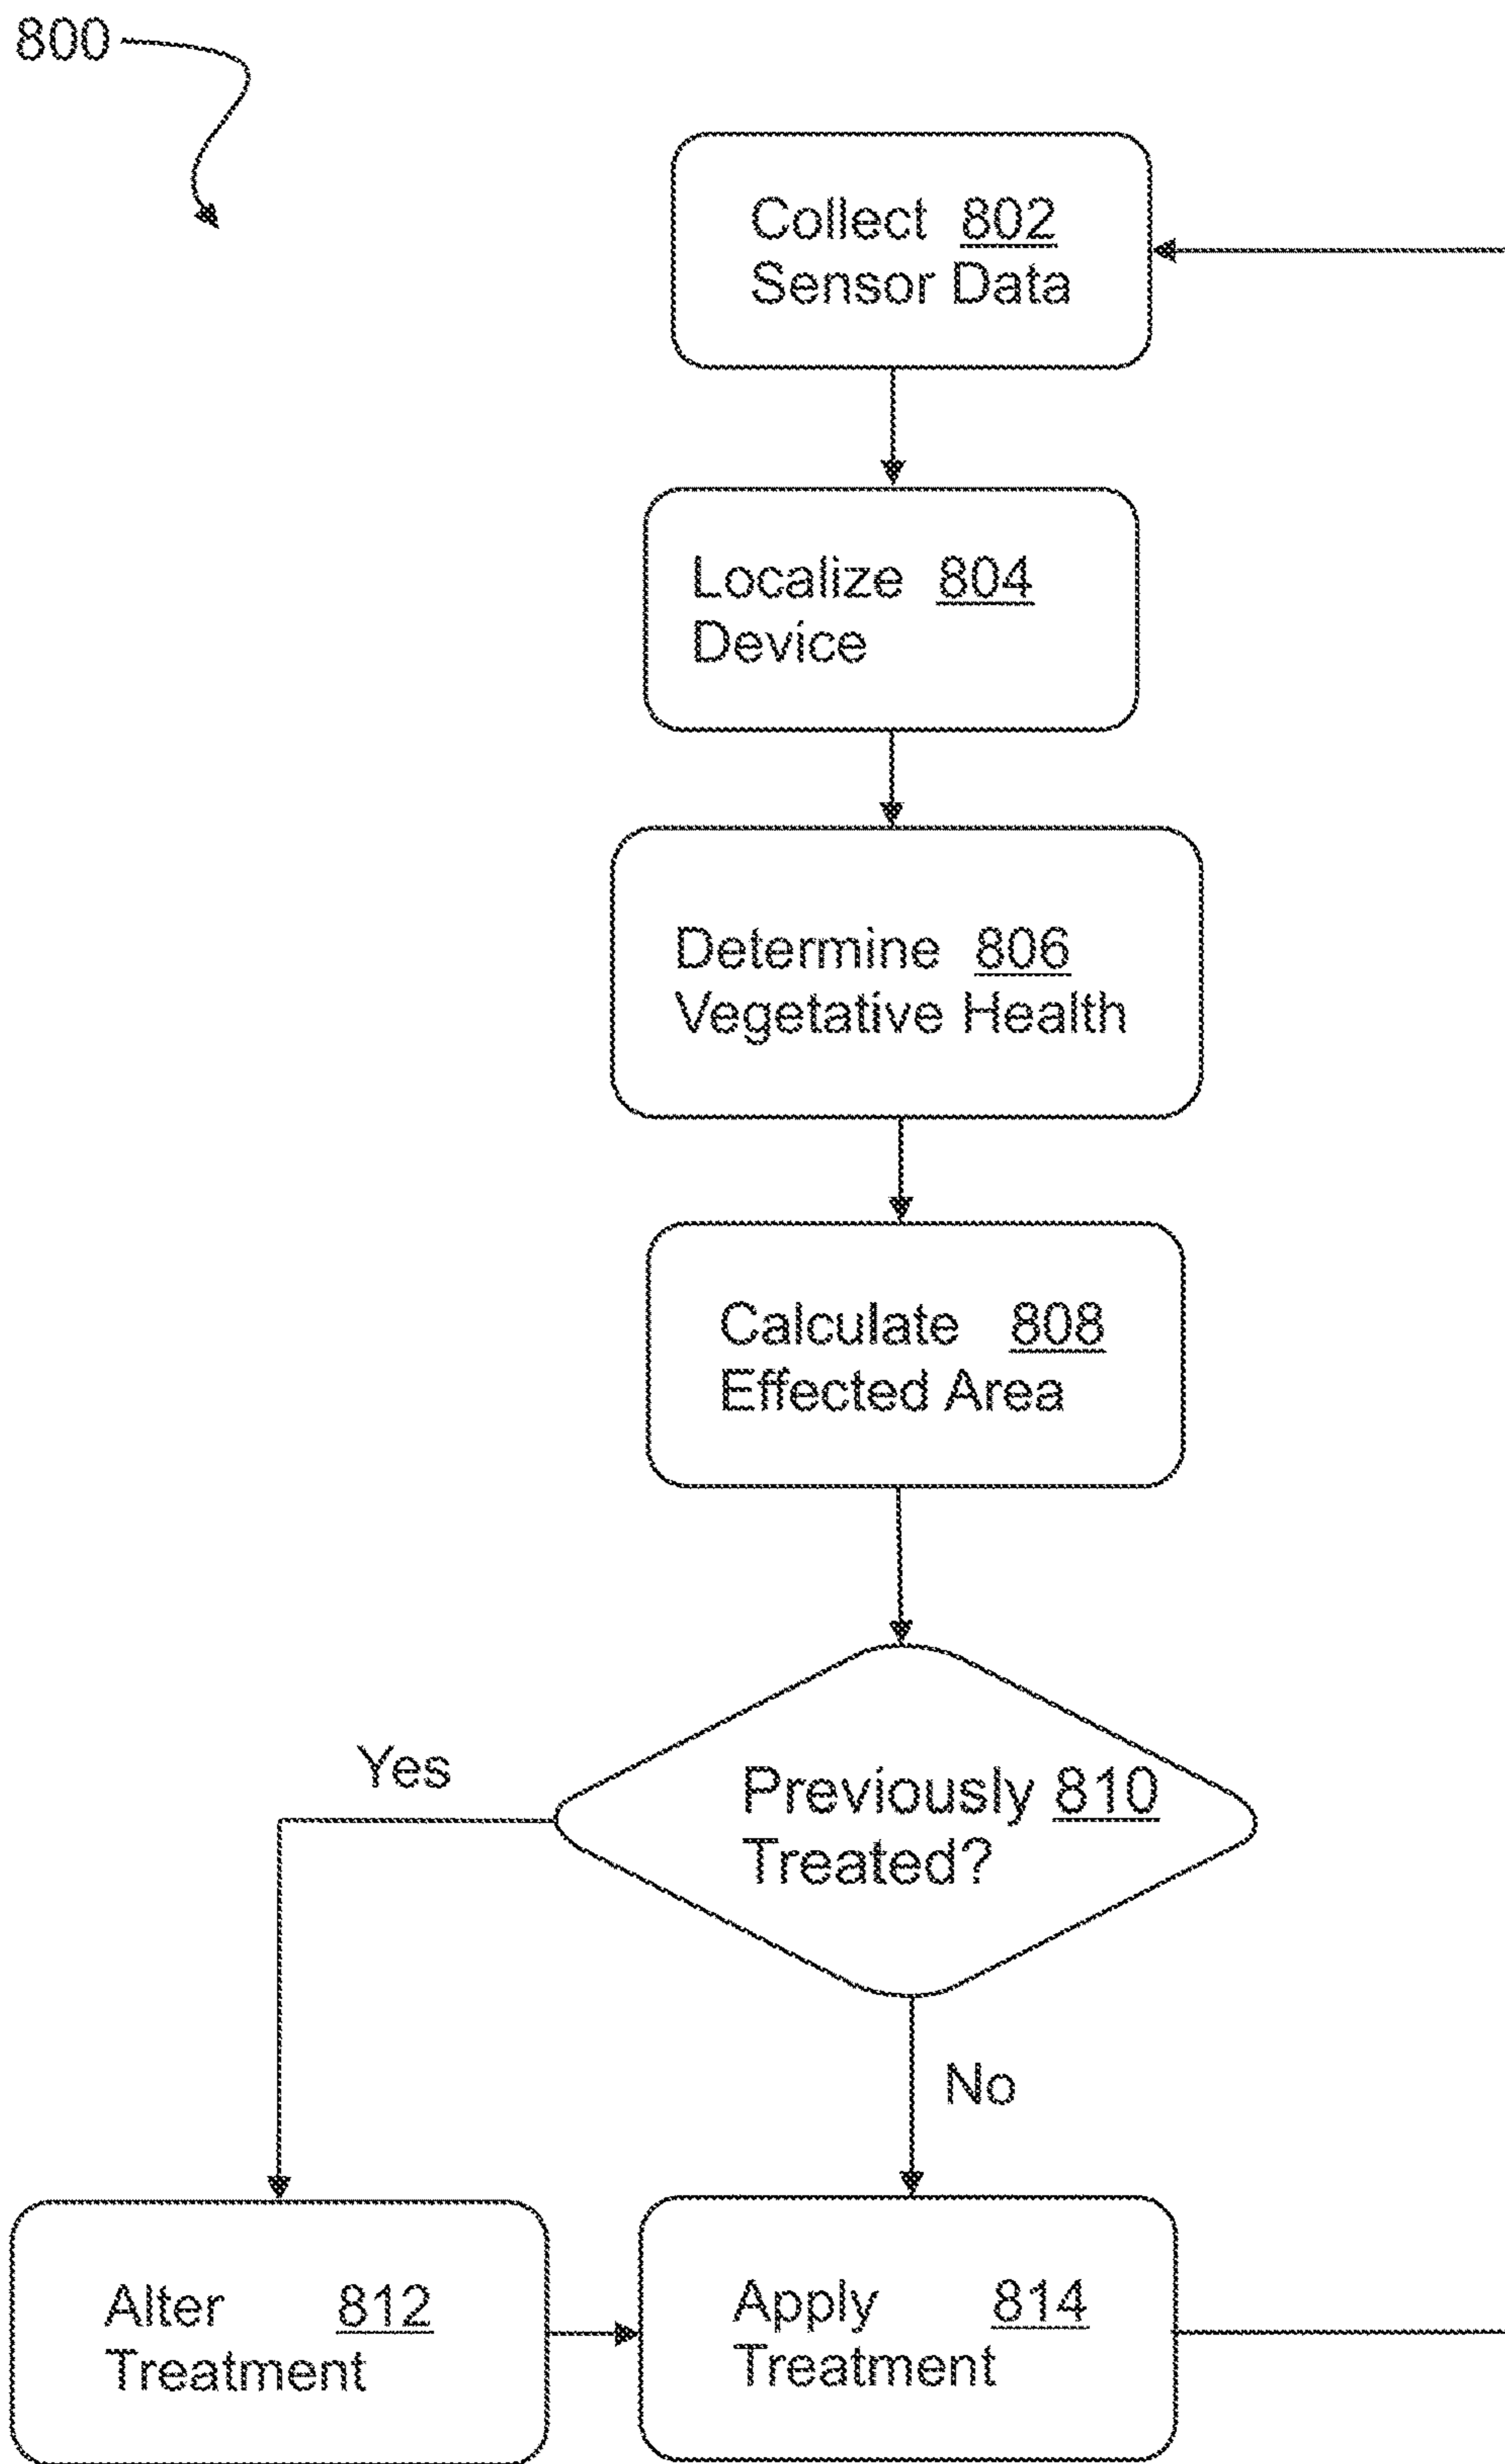 800
Collect 802
Sensor Data
Localize 804
Device
Determine 806
Vegetative Health
Calculate 808
Effected Area
Previously 810
Treated?
Yes
No
Alter 812
Treatment
Apply 814
Treatment